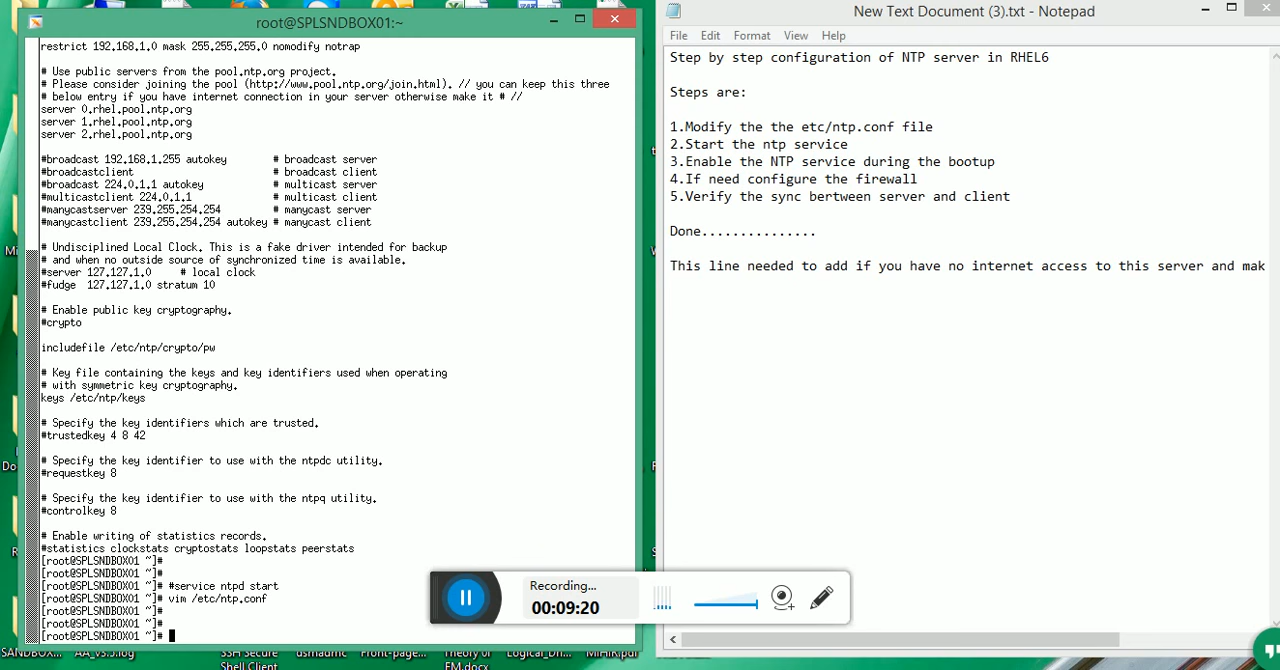 root@SPLSNDBOX01:~
restrict 192.168.1.0 mask 255.255.255.0 nomodify notrap
# Use public servers from the pool.ntp.org project.
# Please consider joining the pool (http://www.pool.ntp.org/join.html). // you can keep this three
# below entry if you have internet connection in your server otherwise make it # //
server 0.rhel.pool.ntp.org
server 1.rhel.pool.ntp.org
server 2.rhel.pool.ntp.org
#broadcast 192.168.1.255 autokey # broadcast server
#broadcastclient # broadcast client
#broadcast 224.0.1.1 autokey # multicast server
#multicastclient 224.0.1.1 # multicast client
#manycastserver 239.255.254.254 # manycast server
#manycastclient 239.255.254.254 autokey # manycast client
# Undisciplined Local Clock. This is a fake driver intended for backup
# and when no outside source of synchronized time is available.
#server 127.127.1.0 # local clock
#fudge 127.127.1.0 stratum 10
# Enable public key cryptography.
#crypto
includefile /etc/ntp/crypto/pw
# Key file containing the keys and key identifiers used when operating
# with symmetric key cryptography.
keys /etc/ntp/keys
# Specify the key identifiers which are trusted.
#trustedkey 4 8 42
# Specify the key identifier to use with the ntpdc utility.
#requestkey 8
# Specify the key identifier to use with the ntpq utility.
#controlkey 8
# Enable writing of statistics records.
#statistics clockstats cryptostats loopstats peerstats
[root@SPLSNDBOX01 ~]#
[root@SPLSNDBOX01 ~]#
[root@SPLSNDBOX01 ~]# #service ntpd start
[root@SPLSNDBOX01 ~]# vim /etc/ntp.conf
[root@SPLSNDBOX01 ~]#
[root@SPLSNDBOX01 ~]#
[root@SPLSNDBOX01 ~]#
New Text Document (3).txt - Notepad
File Edit Format View Help
Step by step configuration of NTP server in RHEL6
Steps are:
1.Modify the the etc/ntp.conf file
2.Start the ntp service
3.Enable the NTP service during the bootup
4.If need configure the firewall
5.Verify the sync bertween server and client
Done...............
This line needed to add if you have no internet access to this server and mak
Recording...
00:09:20
SSH Secure
Shell Client